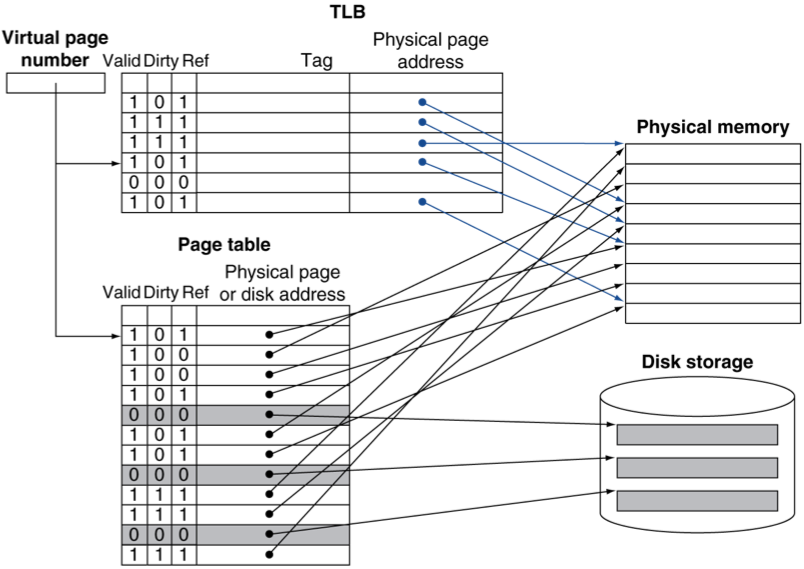 TLB
Virtual page
number
Valid Dirty Ref
Tag
Physical page
address
1 0 1
1 1 1
1 1 1
1 0 1
0 0 0
1 0 1
Physical memory
Page table
Valid Dirty Ref
Physical page
or disk address
1 0 1
1 0 0
1 0 0
1 0 1
0 0 0
1 0 1
1 0 1
0 0 0
1 1 1
1 1 1
0 0 0
1 1 1
Disk storage